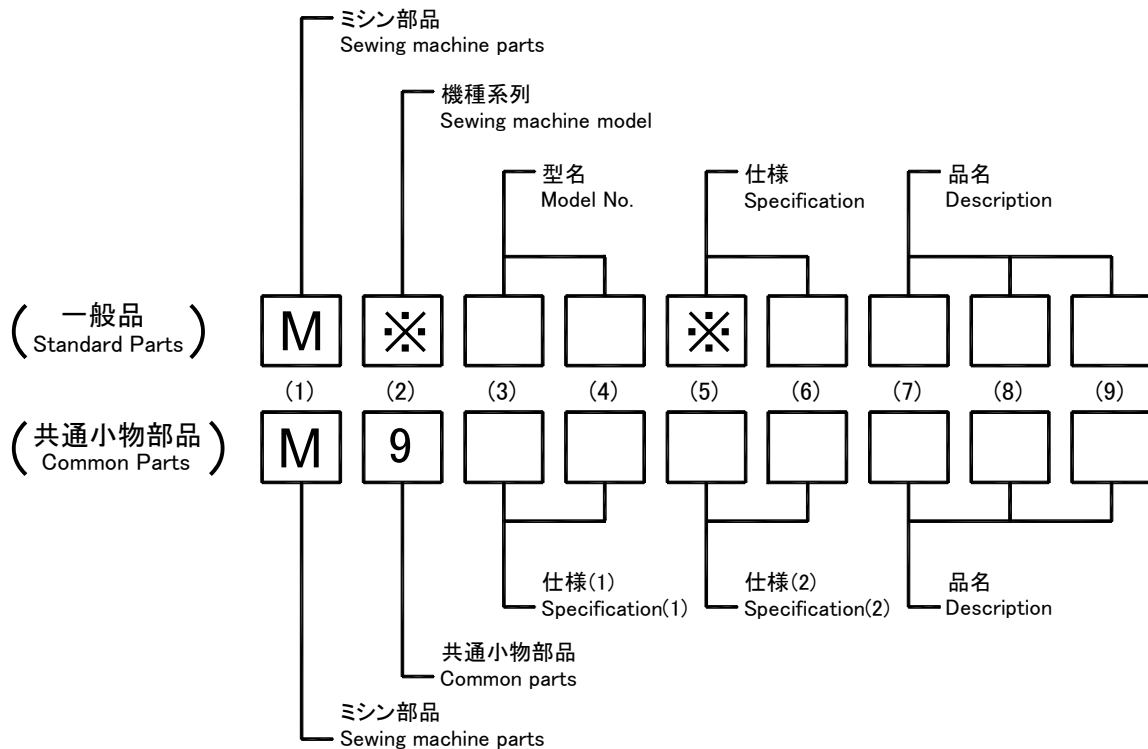 ミシン部品
Sewing machine parts
機種系列
Sewing machine model
型名
Model No.
仕様
Specification
品名
Description
(一般品
Standard Parts)
M ※ ※
(1) (2) (3) (4) (5) (6) (7) (8) (9)
(共通小物部品
Common Parts)
M 9
仕様(1)
Specification(1)
仕様(2)
Specification(2)
品名
Description
共通小物部品
Common parts
ミシン部品
Sewing machine parts